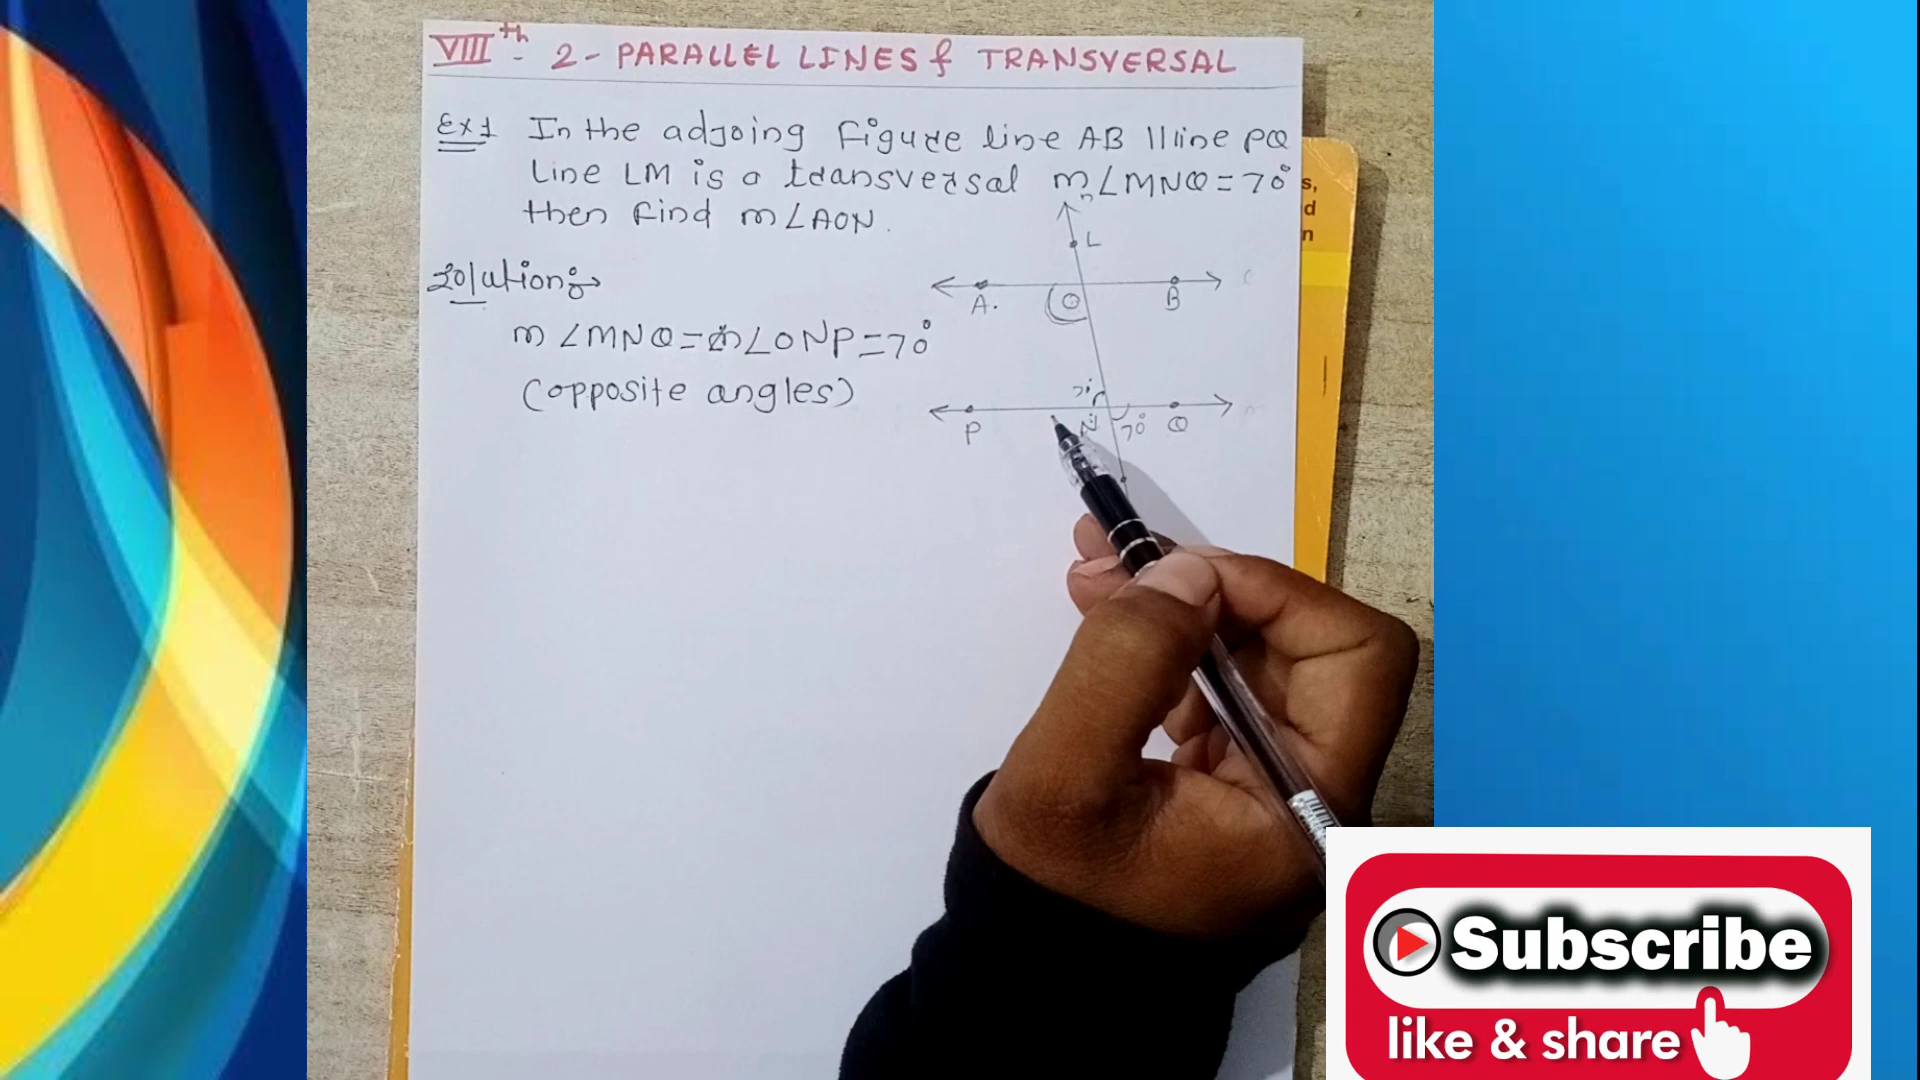 VIIIth - 2 - PARALLEL LINES & TRANSVERSAL
Ex 1 In the adjoing figure line AB || line PQ
Line LM is a transversal m∠MNQ = 70°
then find m∠AON.
Solution:→
m∠MNQ = m∠ONP = 70°
(opposite angles)
n
L
A.
O
B
P
N
70°
Q
s,
d
n
Subscribe
like & share